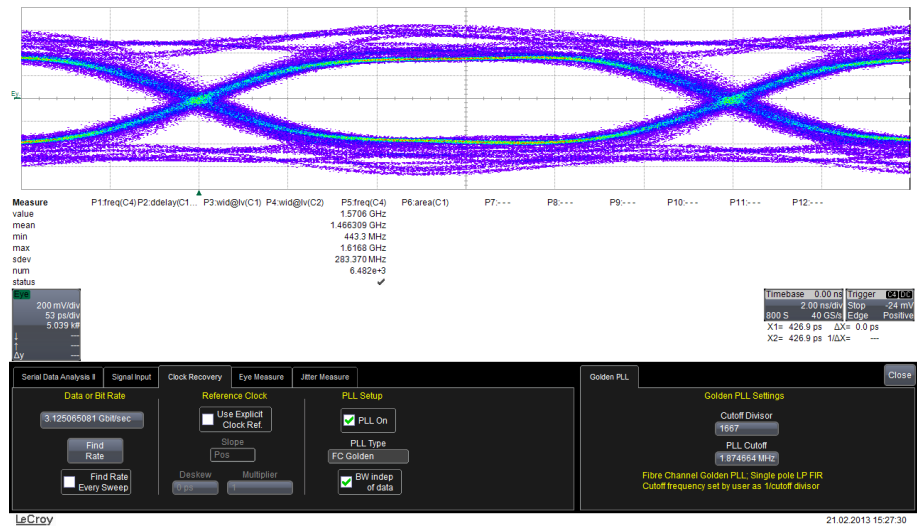 Ey.
Measure P1:freq(C4) P2:ddelay(C1... P3:wid@lv(C1) P4:wid@lv(C2) P5:freq(C4) P6:area(C1) P7:- - - P8:- - - P9:- - - P10:- - - P11:- - - P12:- - -
value 1.5706 GHz
mean 1.466309 GHz
min 443.3 MHz
max 1.6168 GHz
sdev 283.370 MHz
num 6.482e+3
status ✓
Eye
200 mV/div
53 ps/div
5.039 k#
↓ ---
↑ ---
Δy ---
Timebase 0.00 ns
2.00 ns/div
800 S 40 GS/s
Trigger C4 DC
Stop -24 mV
Edge Positive
X1= 426.9 ps ΔX= 0.0 ps
X2= 426.9 ps 1/ΔX= ---
Serial Data Analysis II Signal Input Clock Recovery Eye Measure Jitter Measure
Data or Bit Rate
3.125065081 Gbit/sec
Find
Rate
Find Rate
Every Sweep
Reference Clock
Use Explicit
Clock Ref.
Slope
Pos
Deskew Multiplier
0 ps 1
PLL Setup
PLL On
PLL Type
FC Golden
BW indep
of data
Golden PLL
Close
Golden PLL Settings
Cutoff Divisor
1667
PLL Cutoff
1.874664 MHz
Fibre Channel Golden PLL; Single pole LP FIR
Cutoff frequency set by user as 1/cutoff divisor
LeCroy
21.02.2013 15:27:30